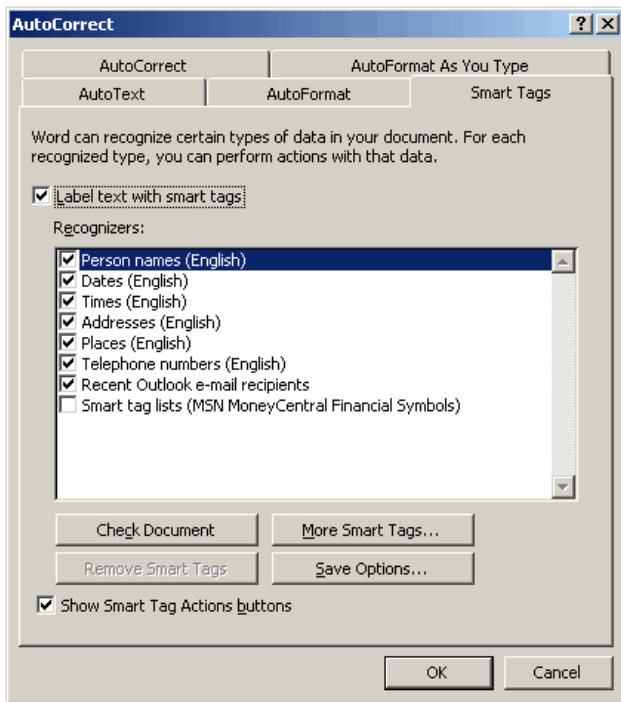 AutoCorrect
AutoCorrect
AutoFormat As You Type
AutoText
AutoFormat
Smart Tags
Word can recognize certain types of data in your document. For each
recognized type, you can perform actions with that data.
Label text with smart tags
Recognizers:
Person names (English)
Dates (English)
Times (English)
Addresses (English)
Places (English)
Telephone numbers (English)
Recent Outlook e-mail recipients
Smart tag lists (MSN MoneyCentral Financial Symbols)
Check Document
More Smart Tags...
Remove Smart Tags
Save Options...
Show Smart Tag Actions buttons
OK
Cancel